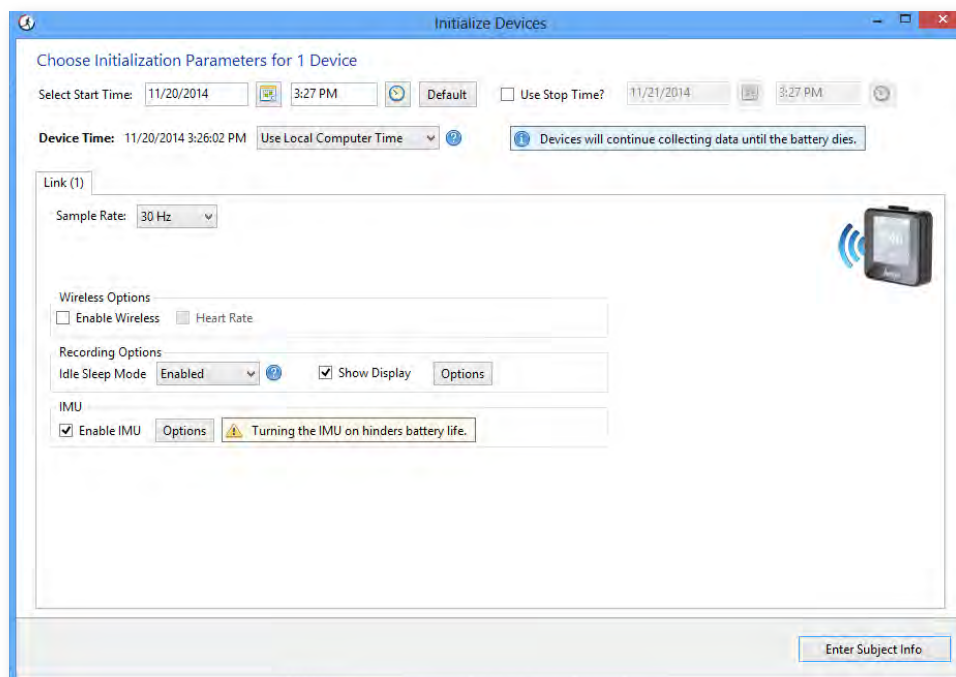 Initialize Devices
Choose Initialization Parameters for 1 Device
Select Start Time: 11/20/2014 3:27 PM Default Use Stop Time? 11/21/2014 3:27 PM
Device Time: 11/20/2014 3:26:02 PM Use Local Computer Time Devices will continue collecting data until the battery dies.
Link (1)
Sample Rate: 30 Hz
Wireless Options
Enable Wireless Heart Rate
Recording Options
Idle Sleep Mode Enabled Show Display Options
IMU
Enable IMU Options Turning the IMU on hinders battery life.
Enter Subject Info